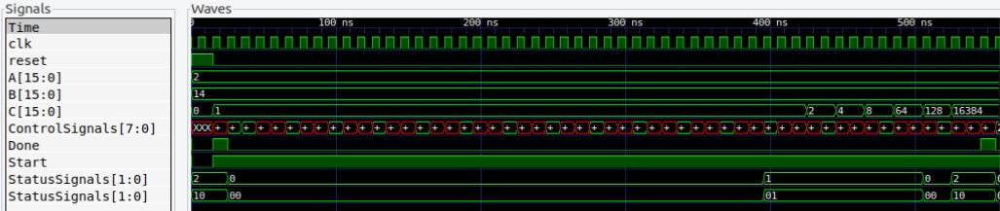 Signals
Waves
Time
0 100 ns 200 ns 300 ns 400 ns 500 ns
clk
reset
A[15:0] 2
B[15:0] 14
C[15:0] 0 1 2 4 8 64 128 16384
ControlSignals[7:0] XXX + + + + + + + + + + + + + + + + + + + + + + + + + + + + + + + + + + + + + + + + + + + + + + + + + + + + +
Done
Start
StatusSignals[1:0] 2 0 1 0 2
StatusSignals[1:0] 10 00 01 00 10